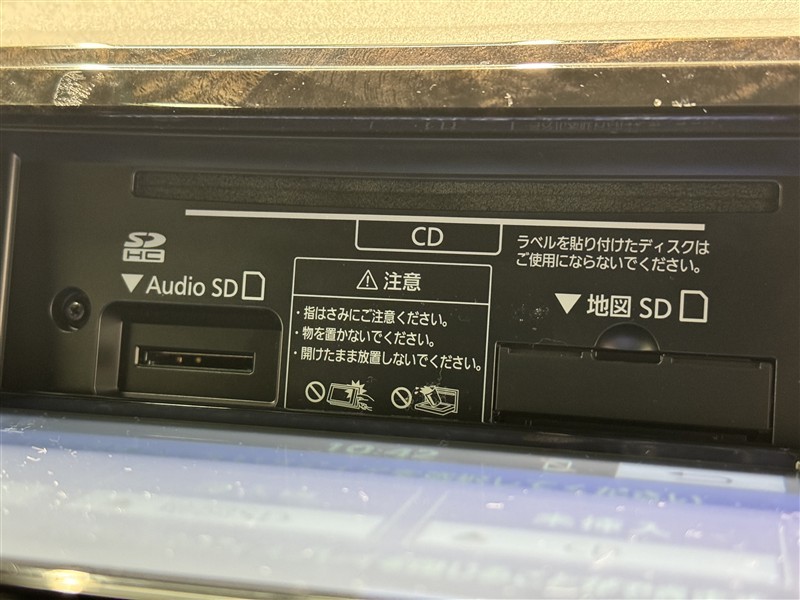 CD
ラベルを貼り付けたディスクは
ご使用にならないでください。
SD
HC
▼Audio SD
⚠注意
・指はさみにご注意ください。
・物を置かないでください。
・開けたまま放置しないでください。
▼地図 SD
10:42